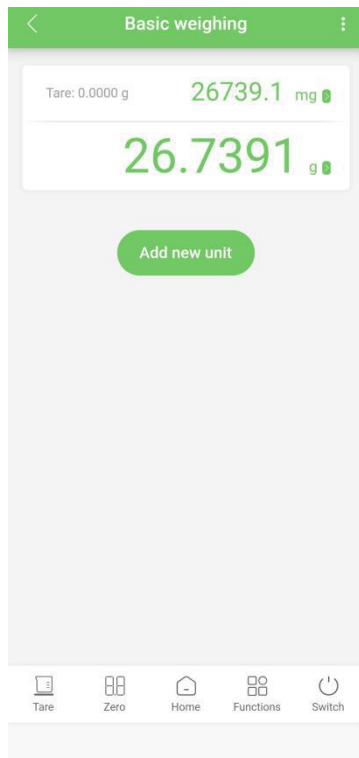 Basic weighing
Tare: 0.0000 g 26739.1 mg
26.7391 g
Add new unit
Tare Zero Home Functions Switch